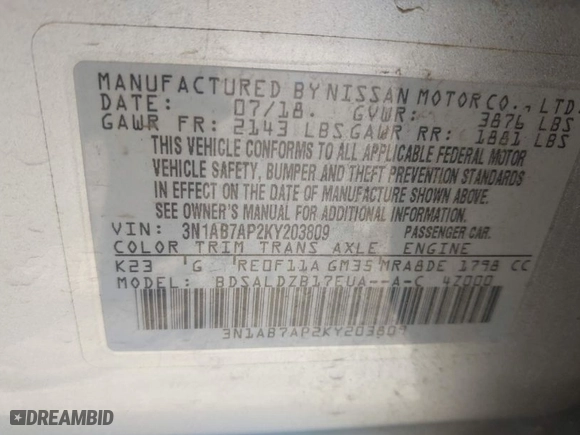 MANUFACTURED BY NISSAN MOTOR CO., LTD.
DATE: 07/18. GVWR: 3876 LBS
GAWR FR: 2143 LBS GAWR RR: 1881 LBS
THIS VEHICLE CONFORMS TO ALL APPLICABLE FEDERAL MOTOR
VEHICLE SAFETY, BUMPER AND THEFT PREVENTION STANDARDS
IN EFFECT ON THE DATE OF MANUFACTURE SHOWN ABOVE.
SEE OWNER'S MANUAL FOR ADDITIONAL INFORMATION.
VIN: 3N1AB7AP2KY203809 PASSENGER CAR.
COLOR TRIM TRANS AXLE ENGINE
K23 'G RE0F11A GM35 MRA8DE 1798 CC
MODEL: BDSALDZB17EUA--A-C 4Z000
3N1AB7AP2KY203809
DREAMBID